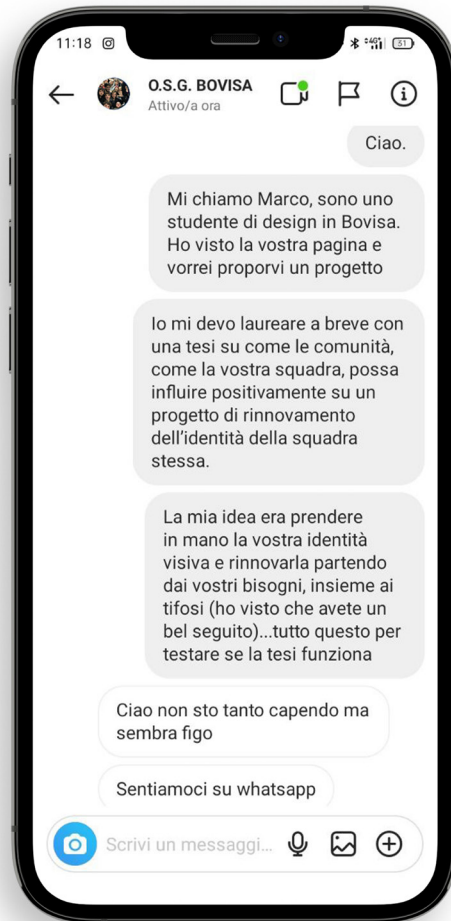 11:18
51
O.S.G. BOVISA
Attivo/a ora
Ciao.
Mi chiamo Marco, sono uno
studente di design in Bovisa.
Ho visto la vostra pagina e
vorrei proporvi un progetto
Io mi devo laureare a breve con
una tesi su come le comunità,
come la vostra squadra, possa
influire positivamente su un
progetto di rinnovamento
dell'identità della squadra
stessa.
La mia idea era prendere
in mano la vostra identità
visiva e rinnovarla partendo
dai vostri bisogni, insieme ai
tifosi (ho visto che avete un
bel seguito)...tutto questo per
testare se la tesi funziona
Ciao non sto tanto capendo ma
sembra figo
Sentiamoci su whatsapp
Scrivi un messaggi...